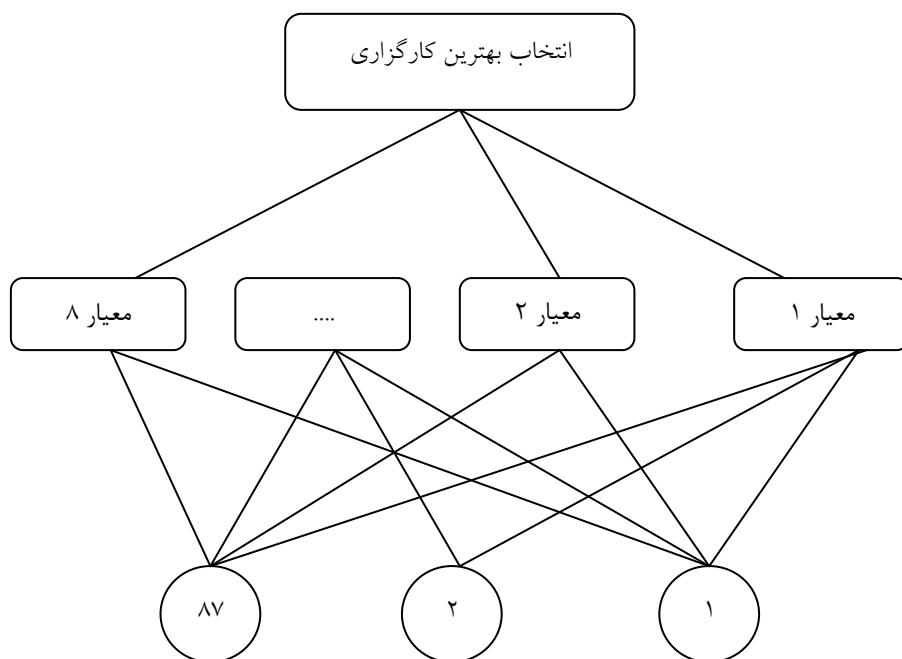 انتخاب بهترین کارگزاری
معیار ۱
معیار ۲
....
معیار ۸
۱
۲
۸۷